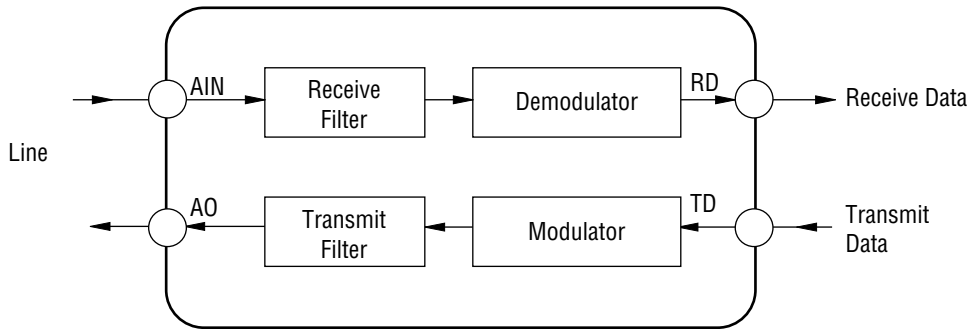 AIN
Receive
Filter
Demodulator
RD
Receive Data
Line
AO
Transmit
Filter
Modulator
TD
Transmit
Data